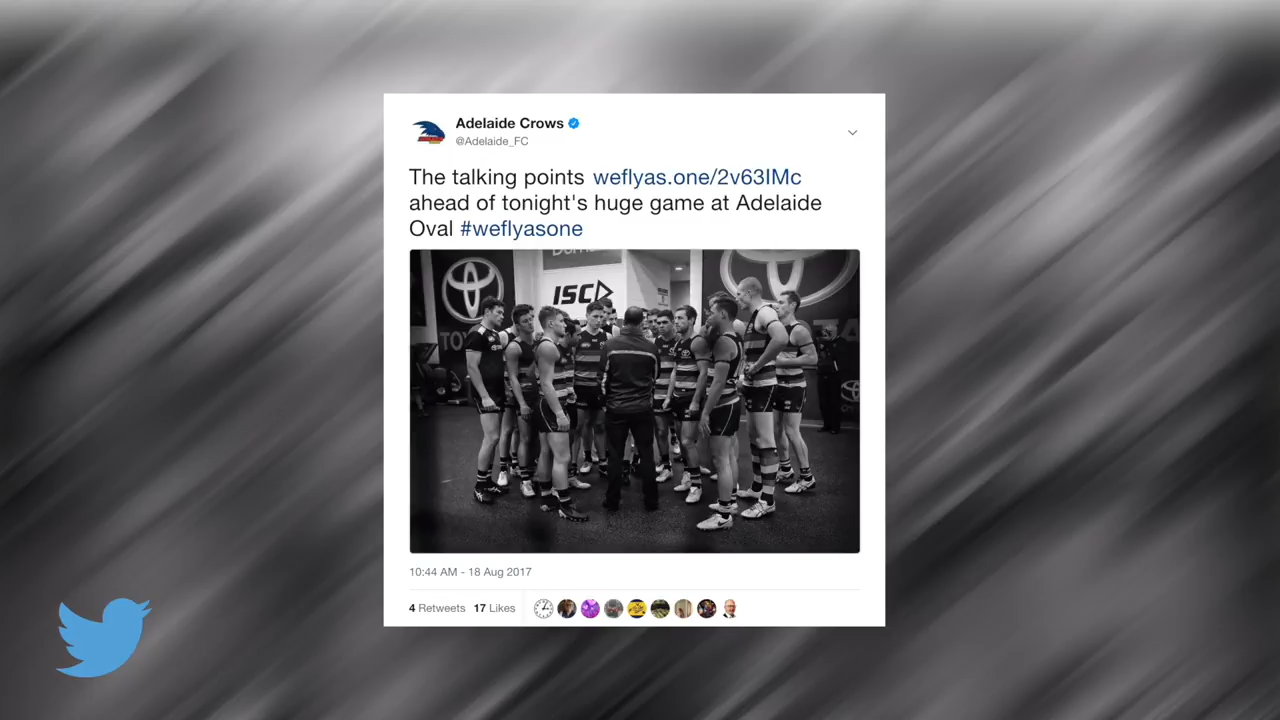 Adelaide Crows
@Adelaide_FC
The talking points weflyas.one/2v63IMc
ahead of tonight's huge game at Adelaide
Oval #weflyasone
ISC
10:44 AM - 18 Aug 2017
4 Retweets 17 Likes